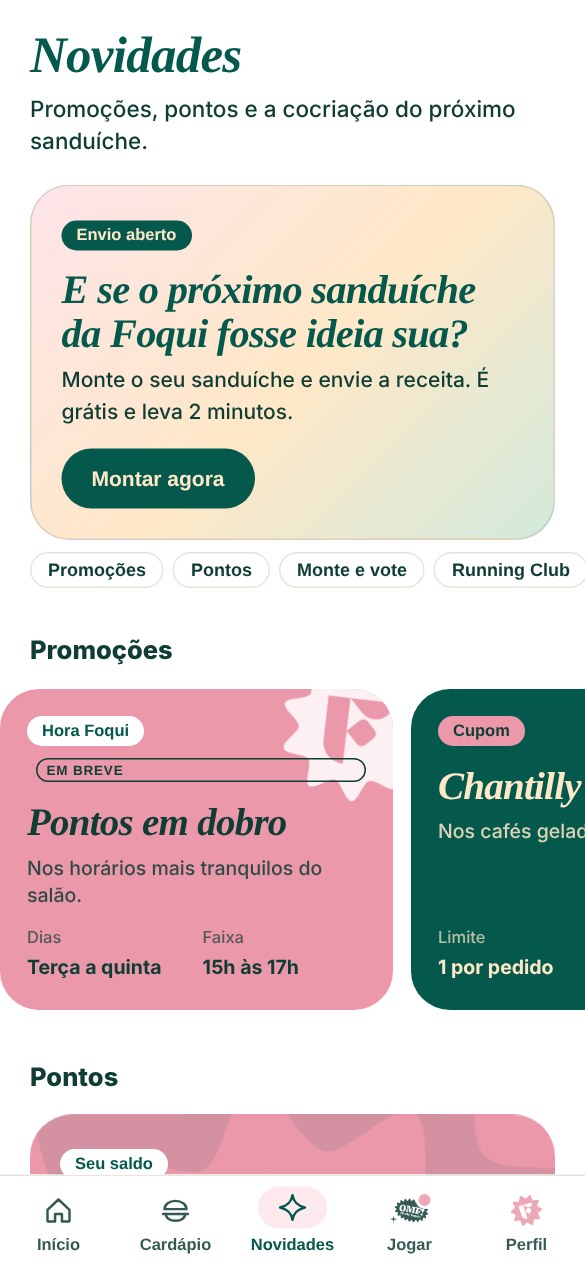 Novidades
Promoções, pontos e a cocriação do próximo
sanduíche.
Envio aberto
E se o próximo sanduíche
da Foqui fosse ideia sua?
Monte o seu sanduíche e envie a receita. É
grátis e leva 2 minutos.
Montar agora
Promoções
Pontos
Monte e vote
Running Club
Promoções
Hora Foqui
EM BREVE
Pontos em dobro
Nos horários mais tranquilos do
salão.
Dias
Faixa
Terça a quinta
15h às 17h
Cupom
Chantilly
Nos cafés gelad
Limite
1 por pedido
Pontos
Seu saldo
Início
Cardápio
Novidades
OMF!
Jogar
Perfil